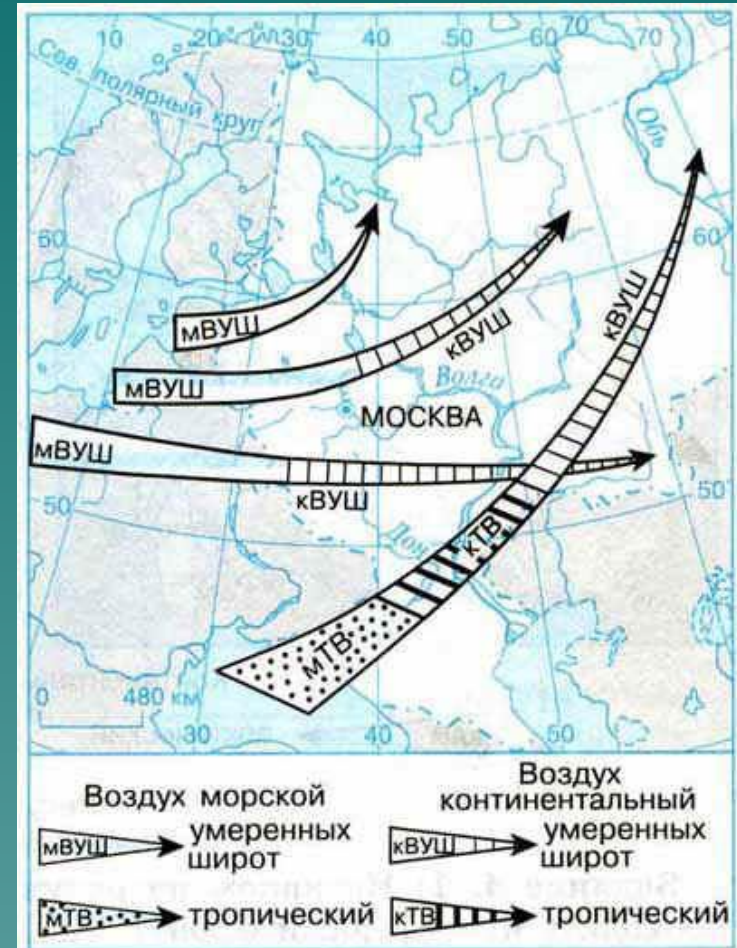 10 20 30 40 50 60 70 70
Сев. полярный круг
Обь
60
60
мВУШ
кВУШ
кВУШ
мВУШ
Волга
МОСКВА
мВУШ
кВУШ
50
50
Дон
кТВ
мТВ
0 480 км
30 40 50
Воздух морской
мВУШ умеренных
широт
мТВ тропический
Воздух
континентальный
кВУШ умеренных
широт
кТВ тропический